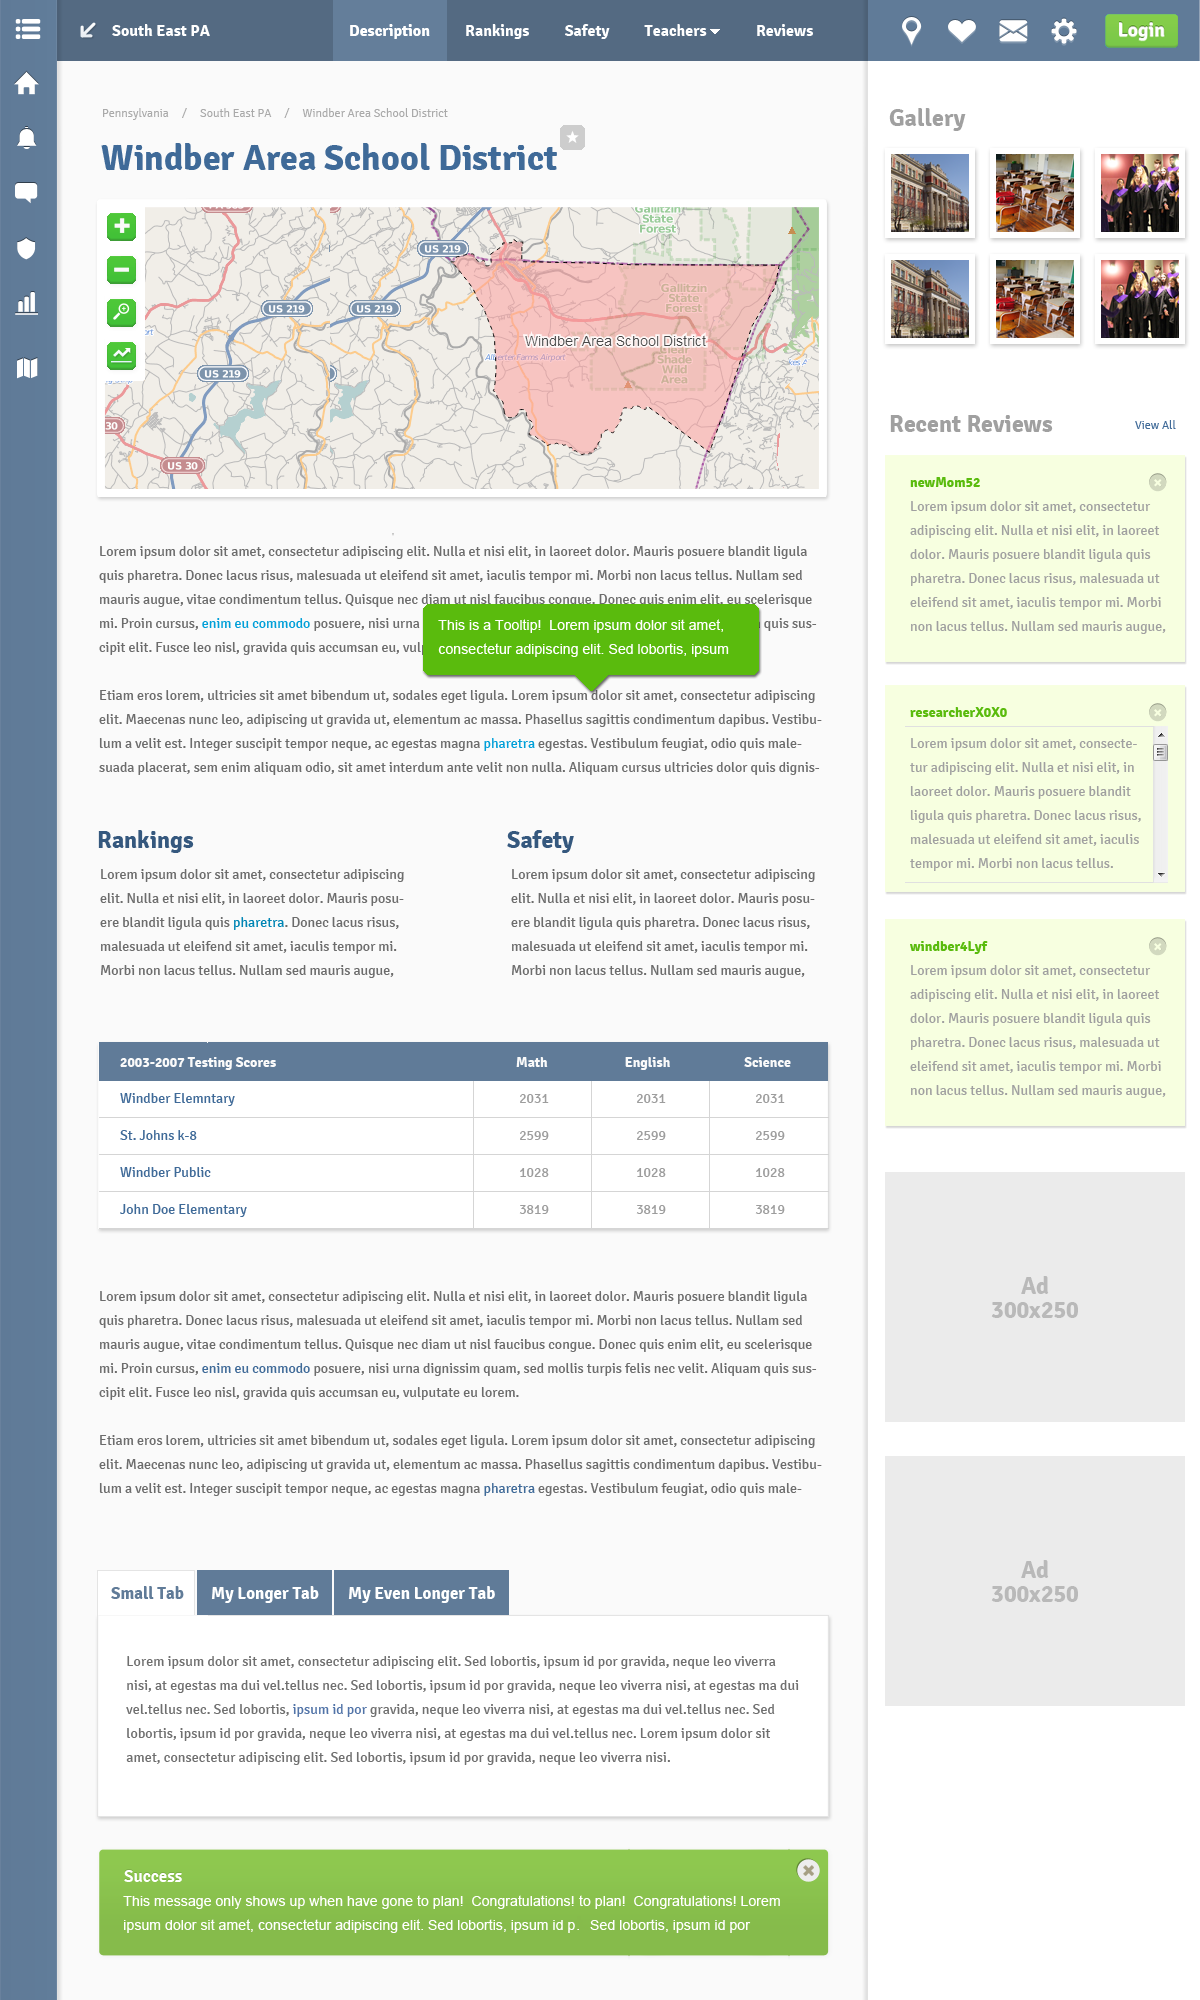 South East PA
Description
Rankings
Safety
Teachers
Reviews
Login
Pennsylvania / South East PA / Windber Area School District
Windber Area School District
Gallitzin
State
Forest
US 219
Gallitzin
State
Forest
US 219
US 219
Windber Area School District
Clear
Shade
Wild
Area
US 219
30
US 30
Lorem ipsum dolor sit amet, consectetur adipiscing elit. Nulla et nisi elit, in laoreet dolor. Mauris posuere blandit ligula
quis pharetra. Donec lacus risus, malesuada ut eleifend sit amet, iaculis tempor mi. Morbi non lacus tellus. Nullam sed
mauris augue, vitae condimentum tellus. Quisque nec diam ut nisl faucibus congue. Donec quis enim elit, eu scelerisque
mi. Proin cursus, enim eu commodo posuere, nisi urna quis sus-
cipit elit. Fusce leo nisl, gravida quis accumsan eu,
This is a Tooltip! Lorem ipsum dolor sit amet,
consectetur adipiscing elit. Sed lobortis, ipsum
Etiam eros lorem, ultricies sit amet bibendum ut, sodales eget ligula. Lorem ipsum dolor sit amet, consectetur adipiscing
elit. Maecenas nunc leo, adipiscing ut gravida ut, elementum ac massa. Phasellus sagittis condimentum dapibus. Vestibu-
lum a velit est. Integer suscipit tempor neque, ac egestas magna pharetra egestas. Vestibulum feugiat, odio quis male-
suada placerat, sem enim aliquam odio, sit amet interdum ante velit non nulla. Aliquam cursus ultricies dolor quis dignis-
Rankings
Lorem ipsum dolor sit amet, consectetur adipiscing
elit. Nulla et nisi elit, in laoreet dolor. Mauris posu-
ere blandit ligula quis pharetra. Donec lacus risus,
malesuada ut eleifend sit amet, iaculis tempor mi.
Morbi non lacus tellus. Nullam sed mauris augue,
Safety
Lorem ipsum dolor sit amet, consectetur adipiscing
elit. Nulla et nisi elit, in laoreet dolor. Mauris posu-
ere blandit ligula quis pharetra. Donec lacus risus,
malesuada ut eleifend sit amet, iaculis tempor mi.
Morbi non lacus tellus. Nullam sed mauris augue,
2003-2007 Testing Scores Math English Science
Windber Elemntary 2031 2031 2031
St. Johns k-8 2599 2599 2599
Windber Public 1028 1028 1028
John Doe Elementary 3819 3819 3819
Lorem ipsum dolor sit amet, consectetur adipiscing elit. Nulla et nisi elit, in laoreet dolor. Mauris posuere blandit ligula
quis pharetra. Donec lacus risus, malesuada ut eleifend sit amet, iaculis tempor mi. Morbi non lacus tellus. Nullam sed
mauris augue, vitae condimentum tellus. Quisque nec diam ut nisl faucibus congue. Donec quis enim elit, eu scelerisque
mi. Proin cursus, enim eu commodo posuere, nisi urna dignissim quam, sed mollis turpis felis nec velit. Aliquam quis sus-
cipit elit. Fusce leo nisl, gravida quis accumsan eu, vulputate eu lorem.
Etiam eros lorem, ultricies sit amet bibendum ut, sodales eget ligula. Lorem ipsum dolor sit amet, consectetur adipiscing
elit. Maecenas nunc leo, adipiscing ut gravida ut, elementum ac massa. Phasellus sagittis condimentum dapibus. Vestibu-
lum a velit est. Integer suscipit tempor neque, ac egestas magna pharetra egestas. Vestibulum feugiat, odio quis male-
Small Tab
My Longer Tab
My Even Longer Tab
Lorem ipsum dolor sit amet, consectetur adipiscing elit. Sed lobortis, ipsum id por gravida, neque leo viverra
nisi, at egestas ma dui vel.tellus nec. Sed lobortis, ipsum id por gravida, neque leo viverra nisi, at egestas ma dui
vel.tellus nec. Sed lobortis, ipsum id por gravida, neque leo viverra nisi, at egestas ma dui vel.tellus nec. Sed
lobortis, ipsum id por gravida, neque leo viverra nisi, at egestas ma dui vel.tellus nec. Lorem ipsum dolor sit
amet, consectetur adipiscing elit. Sed lobortis, ipsum id por gravida, neque leo viverra nisi.
Success
This message only shows up when have gone to plan! Congratulations! to plan! Congratulations! Lorem
ipsum dolor sit amet, consectetur adipiscing elit. Sed lobortis, ipsum id p. Sed lobortis, ipsum id por
Gallery
Recent Reviews
View All
newMom52
Lorem ipsum dolor sit amet, consectetur
adipiscing elit. Nulla et nisi elit, in laoreet
dolor. Mauris posuere blandit ligula quis
pharetra. Donec lacus risus, malesuada ut
eleifend sit amet, iaculis tempor mi. Morbi
non lacus tellus. Nullam sed mauris augue,
researcherX0X0
Lorem ipsum dolor sit amet, consecte-
tur adipiscing elit. Nulla et nisi elit, in
laoreet dolor. Mauris posuere blandit
ligula quis pharetra. Donec lacus risus,
malesuada ut eleifend sit amet, iaculis
tempor mi. Morbi non lacus tellus.
windber4Lyf
Lorem ipsum dolor sit amet, consectetur
adipiscing elit. Nulla et nisi elit, in laoreet
dolor. Mauris posuere blandit ligula quis
pharetra. Donec lacus risus, malesuada ut
eleifend sit amet, iaculis tempor mi. Morbi
non lacus tellus. Nullam sed mauris augue,
Ad
300x250
Ad
300x250